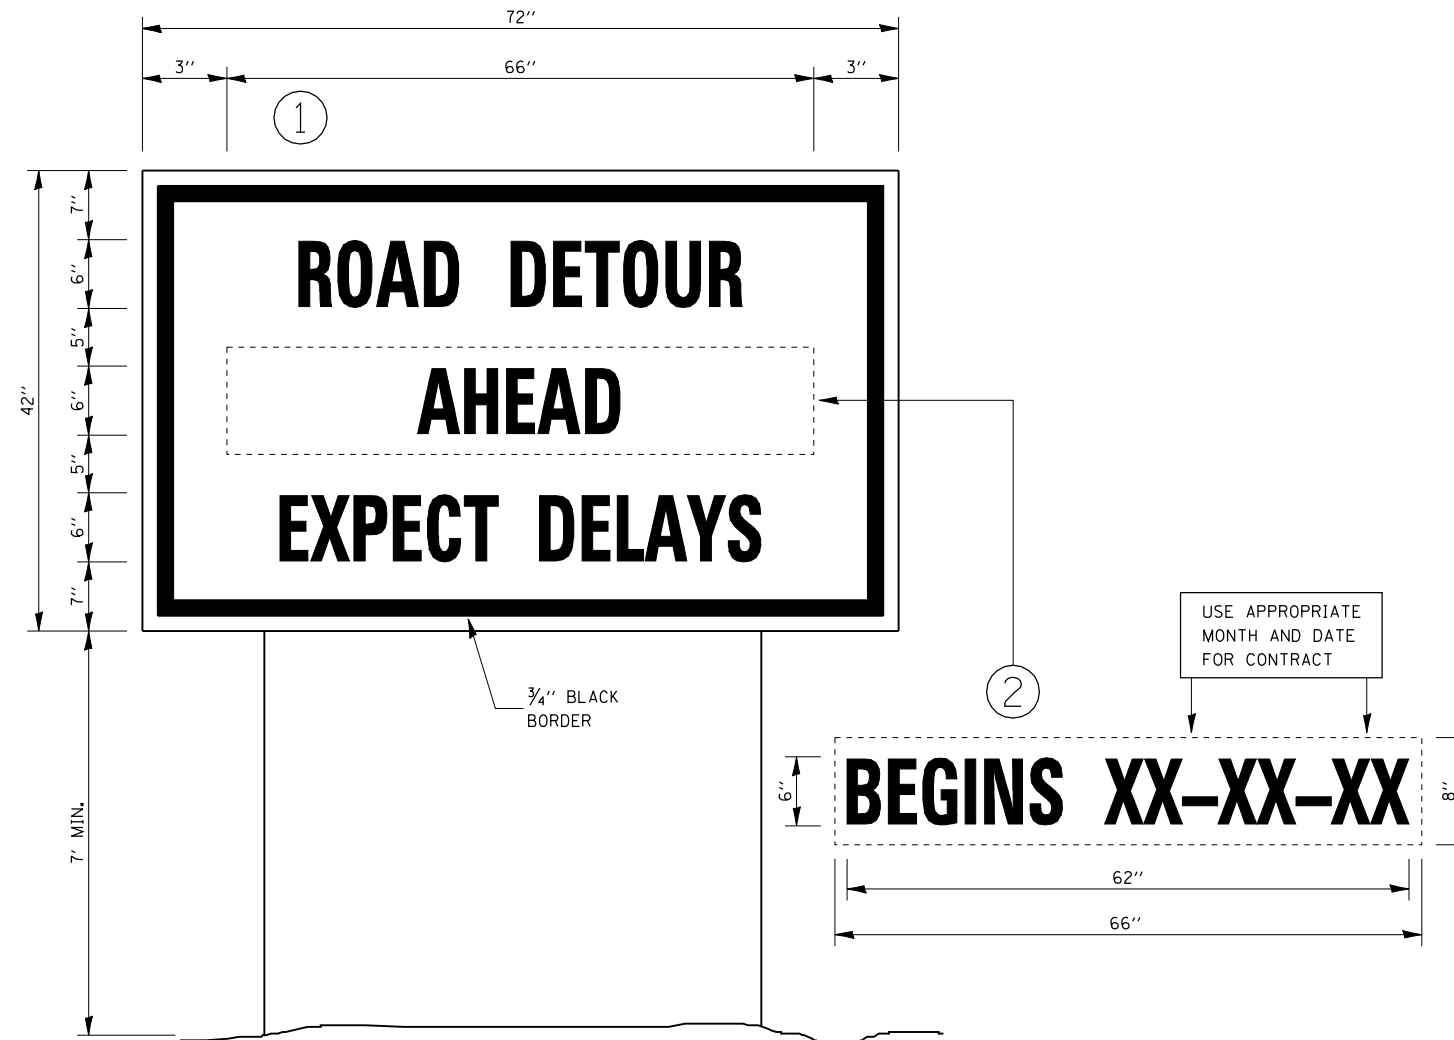 72''
3'' 66'' 3''
1
7''
6''
5''
6''
5''
6''
7''
42''
ROAD DETOUR
AHEAD
EXPECT DELAYS
3/4'' BLACK
BORDER
7' MIN.
2
USE APPROPRIATE
MONTH AND DATE
FOR CONTRACT
6''
BEGINS XX-XX-XX
8''
62''
66''